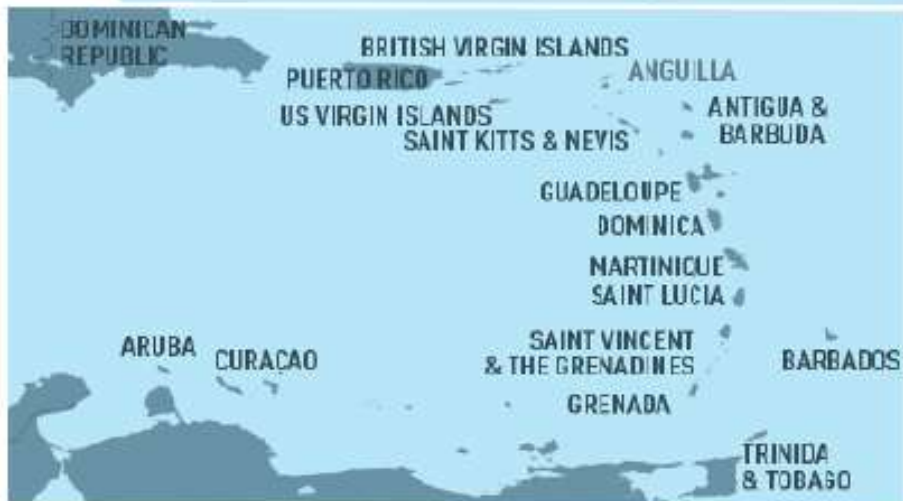 DOMINICAN
REPUBLIC
BRITISH VIRGIN ISLANDS
PUERTO RICO
ANGUILLA
US VIRGIN ISLANDS
ANTIGUA &
BARBUDA
SAINT KITTS & NEVIS
GUADELOUPE
DOMINICA
MARTINIQUE
SAINT LUCIA
ARUBA
CURACAO
SAINT VINCENT
& THE GRENADINES
BARBADOS
GRENADA
TRINIDA
& TOBAGO